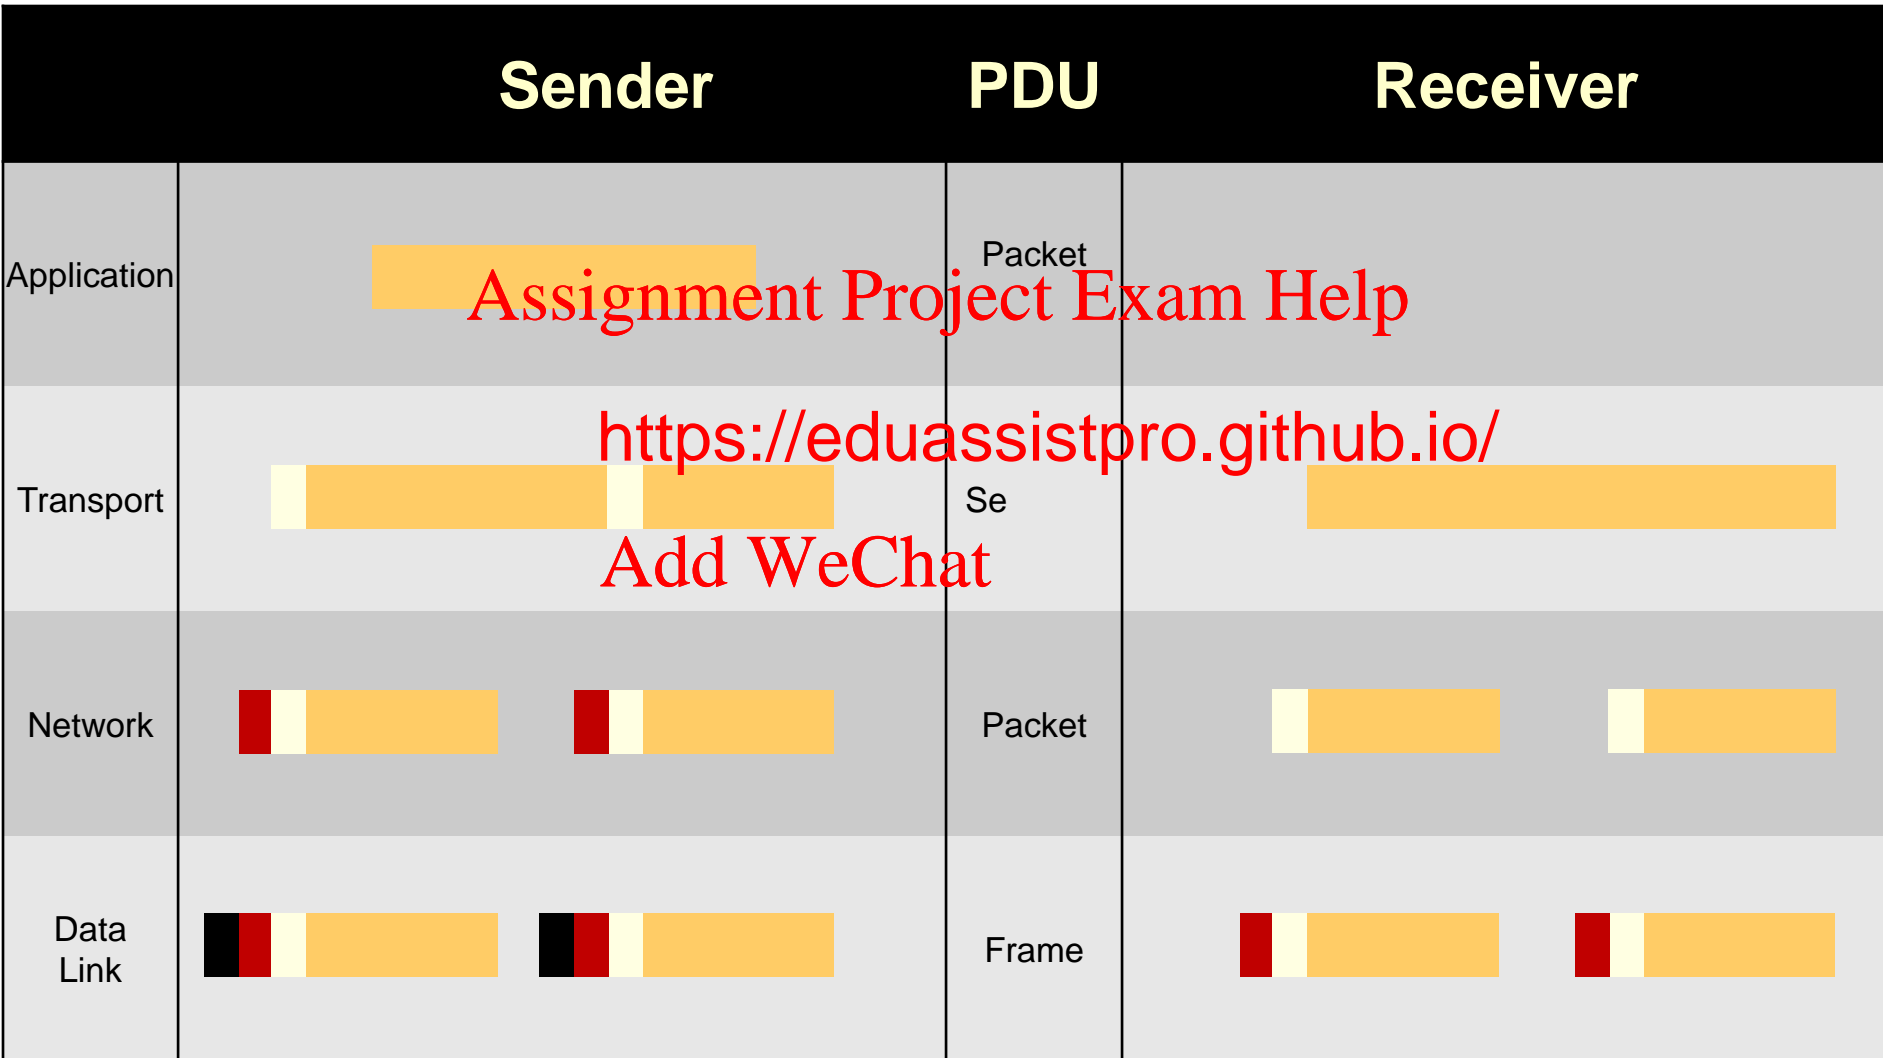 Sender PDU Receiver
Application
Packet
Assignment Project Exam Help
https://eduassistpro.github.io/
Transport
Se
Add WeChat
Network
Packet
Data
Link
Frame